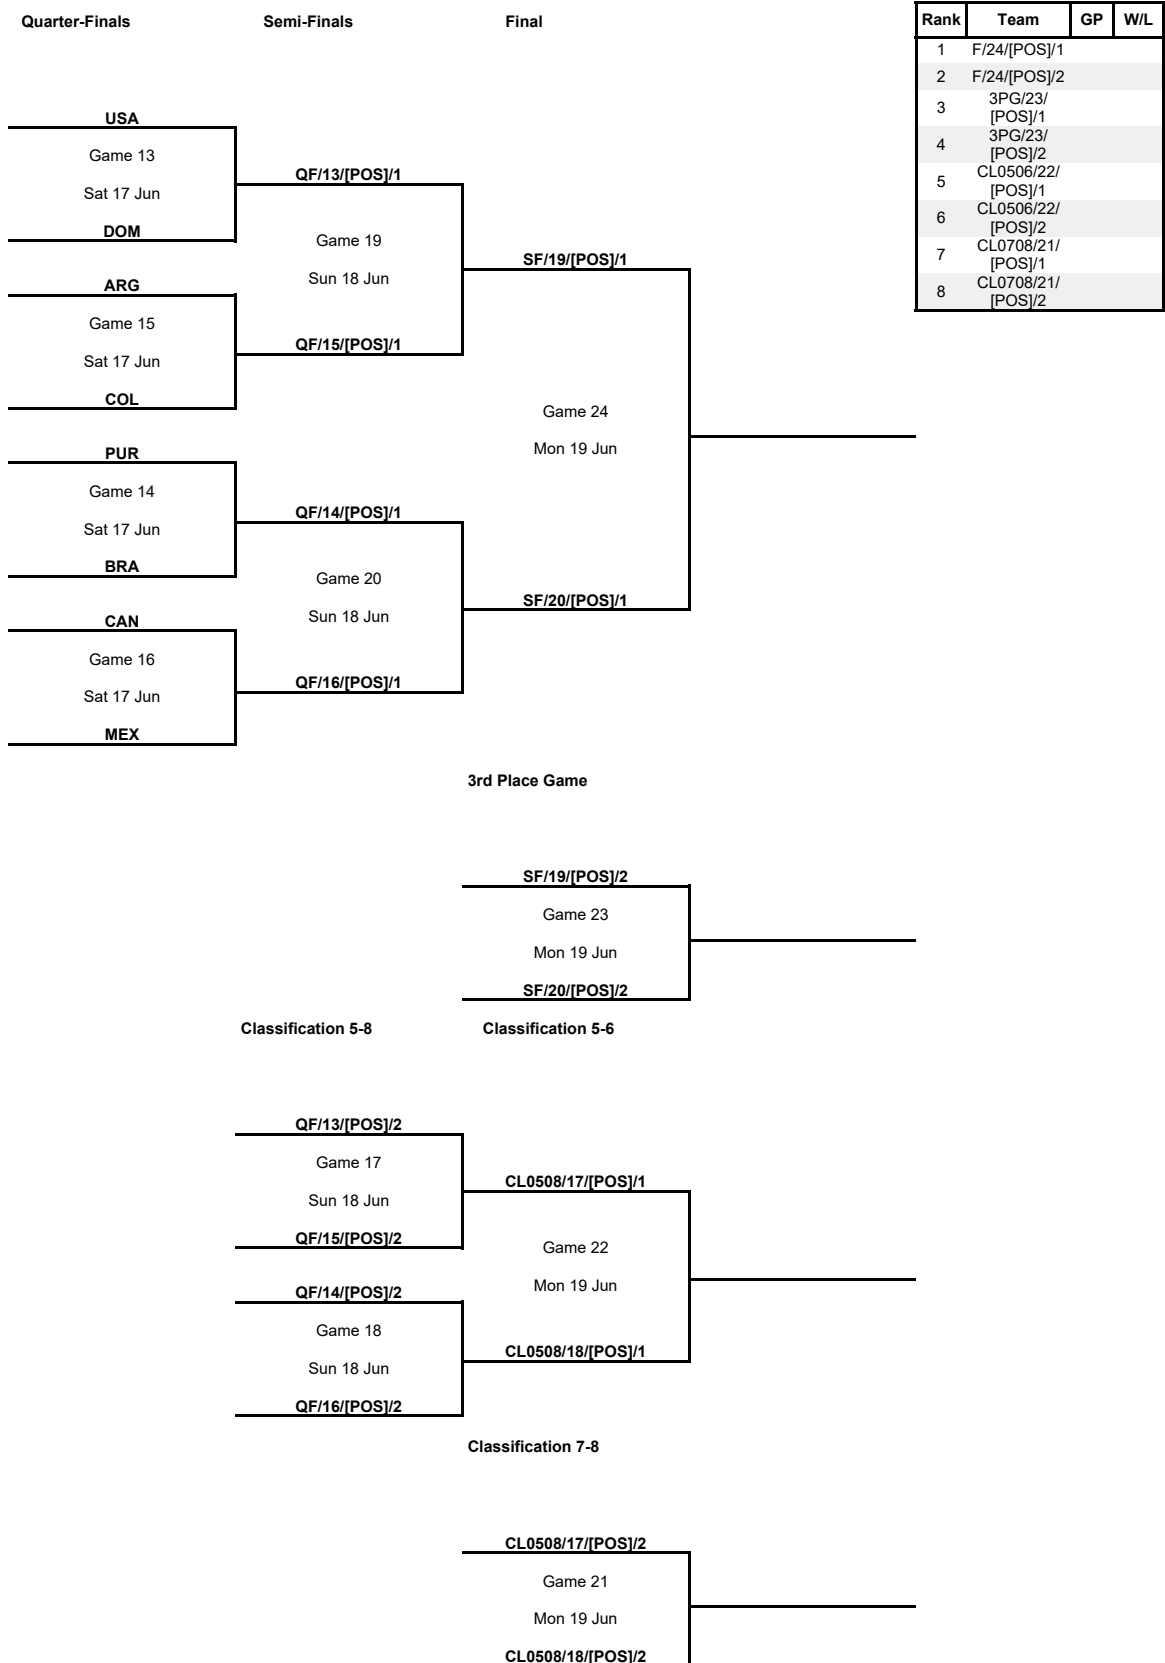 Quarter-Finals Semi-Finals Final
Rank Team GP W/L
1 F/24/[POS]/1
2 F/24/[POS]/2
3 3PG/23/
[POS]/1
4 3PG/23/
[POS]/2
5 CL0506/22/
[POS]/1
6 CL0506/22/
[POS]/2
7 CL0708/21/
[POS]/1
8 CL0708/21/
[POS]/2
USA
Game 13
Sat 17 Jun
DOM
ARG
Game 15
Sat 17 Jun
COL
PUR
Game 14
Sat 17 Jun
BRA
CAN
Game 16
Sat 17 Jun
MEX
QF/13/[POS]/1
Game 19
Sun 18 Jun
QF/15/[POS]/1
QF/14/[POS]/1
Game 20
Sun 18 Jun
QF/16/[POS]/1
SF/19/[POS]/1
Game 24
Mon 19 Jun
SF/20/[POS]/1
3rd Place Game
SF/19/[POS]/2
Game 23
Mon 19 Jun
SF/20/[POS]/2
Classification 5-8 Classification 5-6
QF/13/[POS]/2
Game 17
Sun 18 Jun
QF/15/[POS]/2
QF/14/[POS]/2
Game 18
Sun 18 Jun
QF/16/[POS]/2
CL0508/17/[POS]/1
Game 22
Mon 19 Jun
CL0508/18/[POS]/1
Classification 7-8
CL0508/17/[POS]/2
Game 21
Mon 19 Jun
CL0508/18/[POS]/2